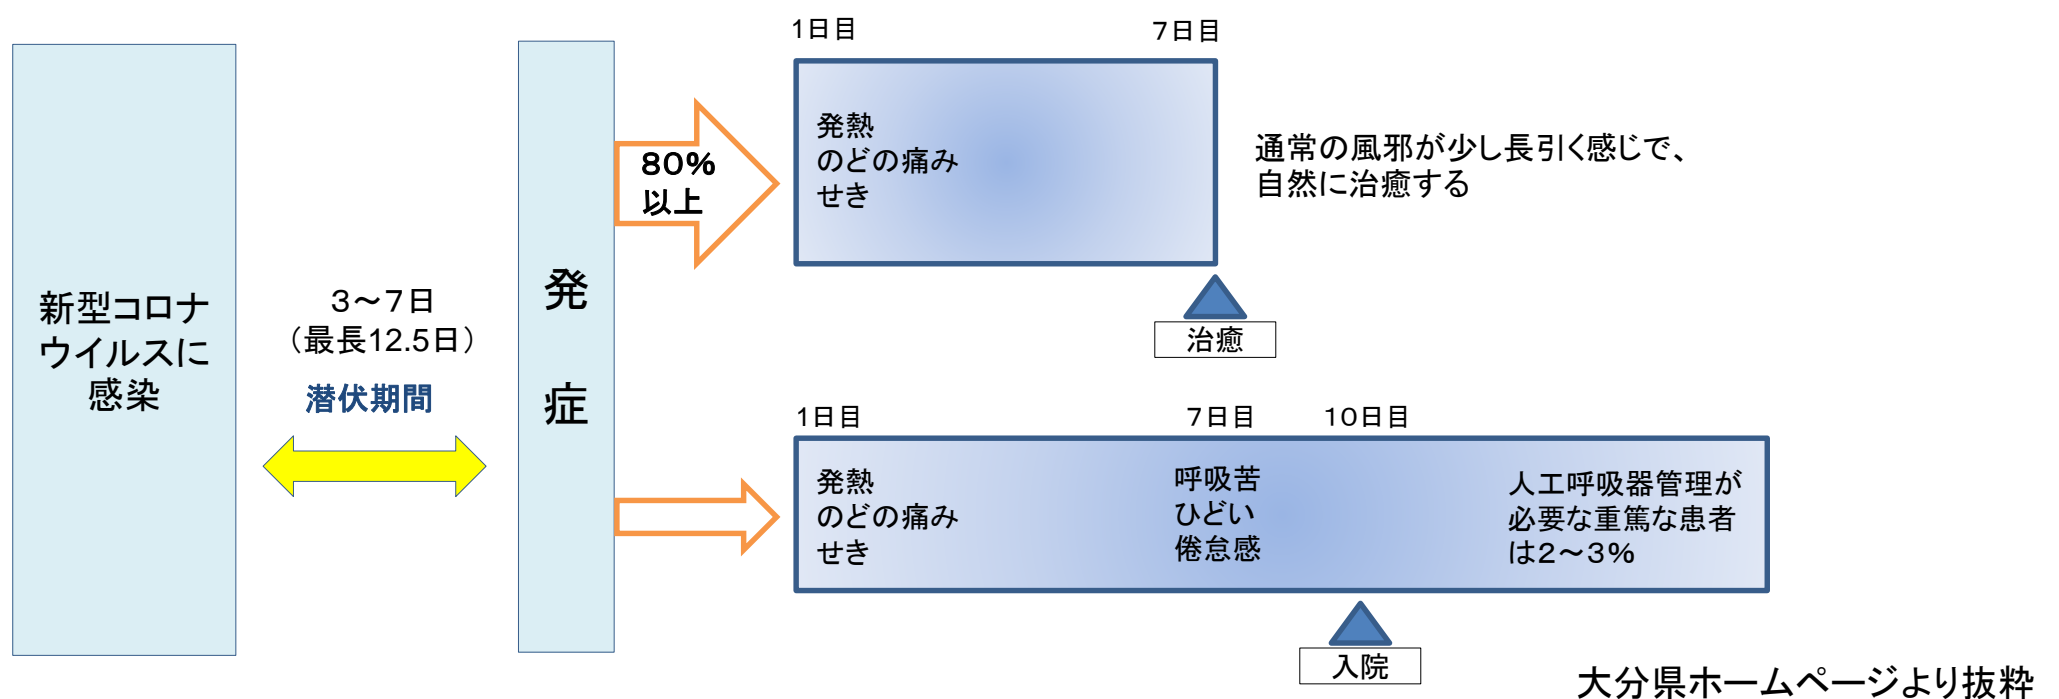 新型コロナ
ウイルスに
感染
3～7日
（最長12.5日）
潜伏期間
発
症
80%
以上
1日目
7日目
発熱
のどの痛み
せき
通常の風邪が少し長引く感じで、
自然に治癒する
治癒
1日目
7日目
10日目
発熱
のどの痛み
せき
呼吸苦
ひどい
倦怠感
人工呼吸器管理が
必要な重篤な患者
は2～3%
入院
大分県ホームページより抜粋